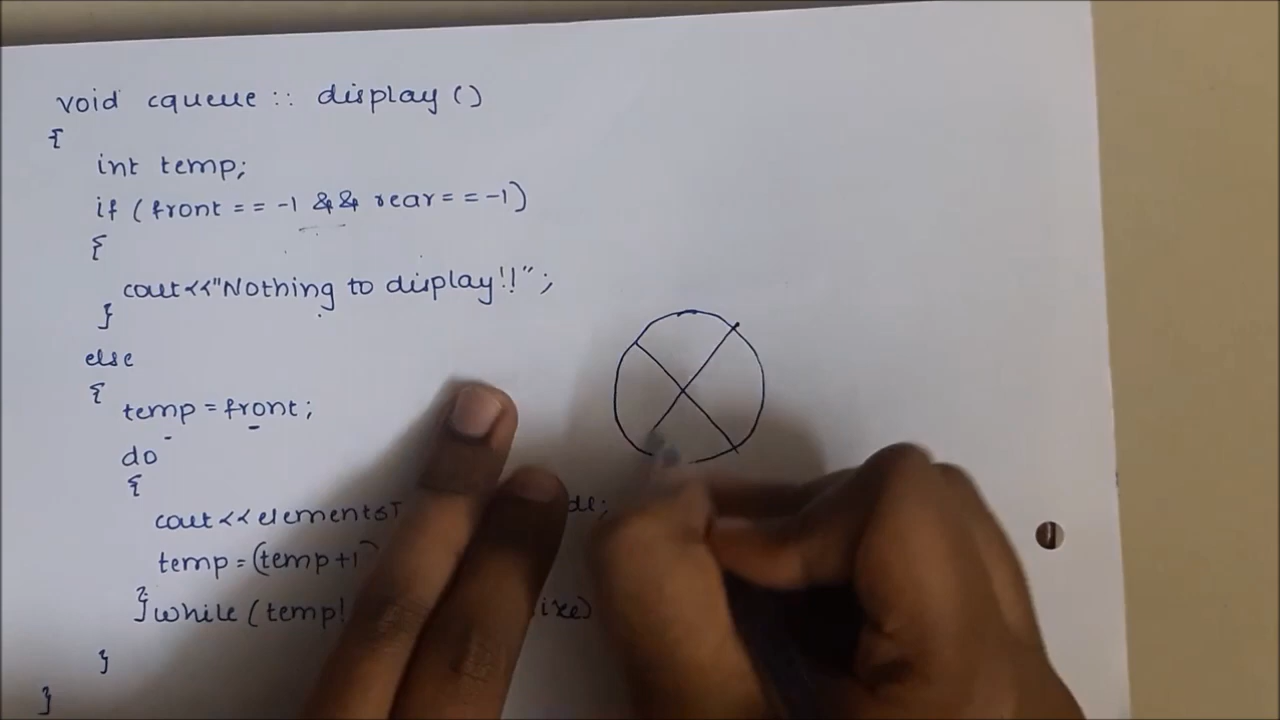 void cqueue :: display ()
{
int temp;
if (front == -1 && rear == -1)
{
cout<<"Nothing to display!!";
}
else
{
temp = front;
do
{
cout<<elements
temp = (temp+1)
}while (temp!
}
}